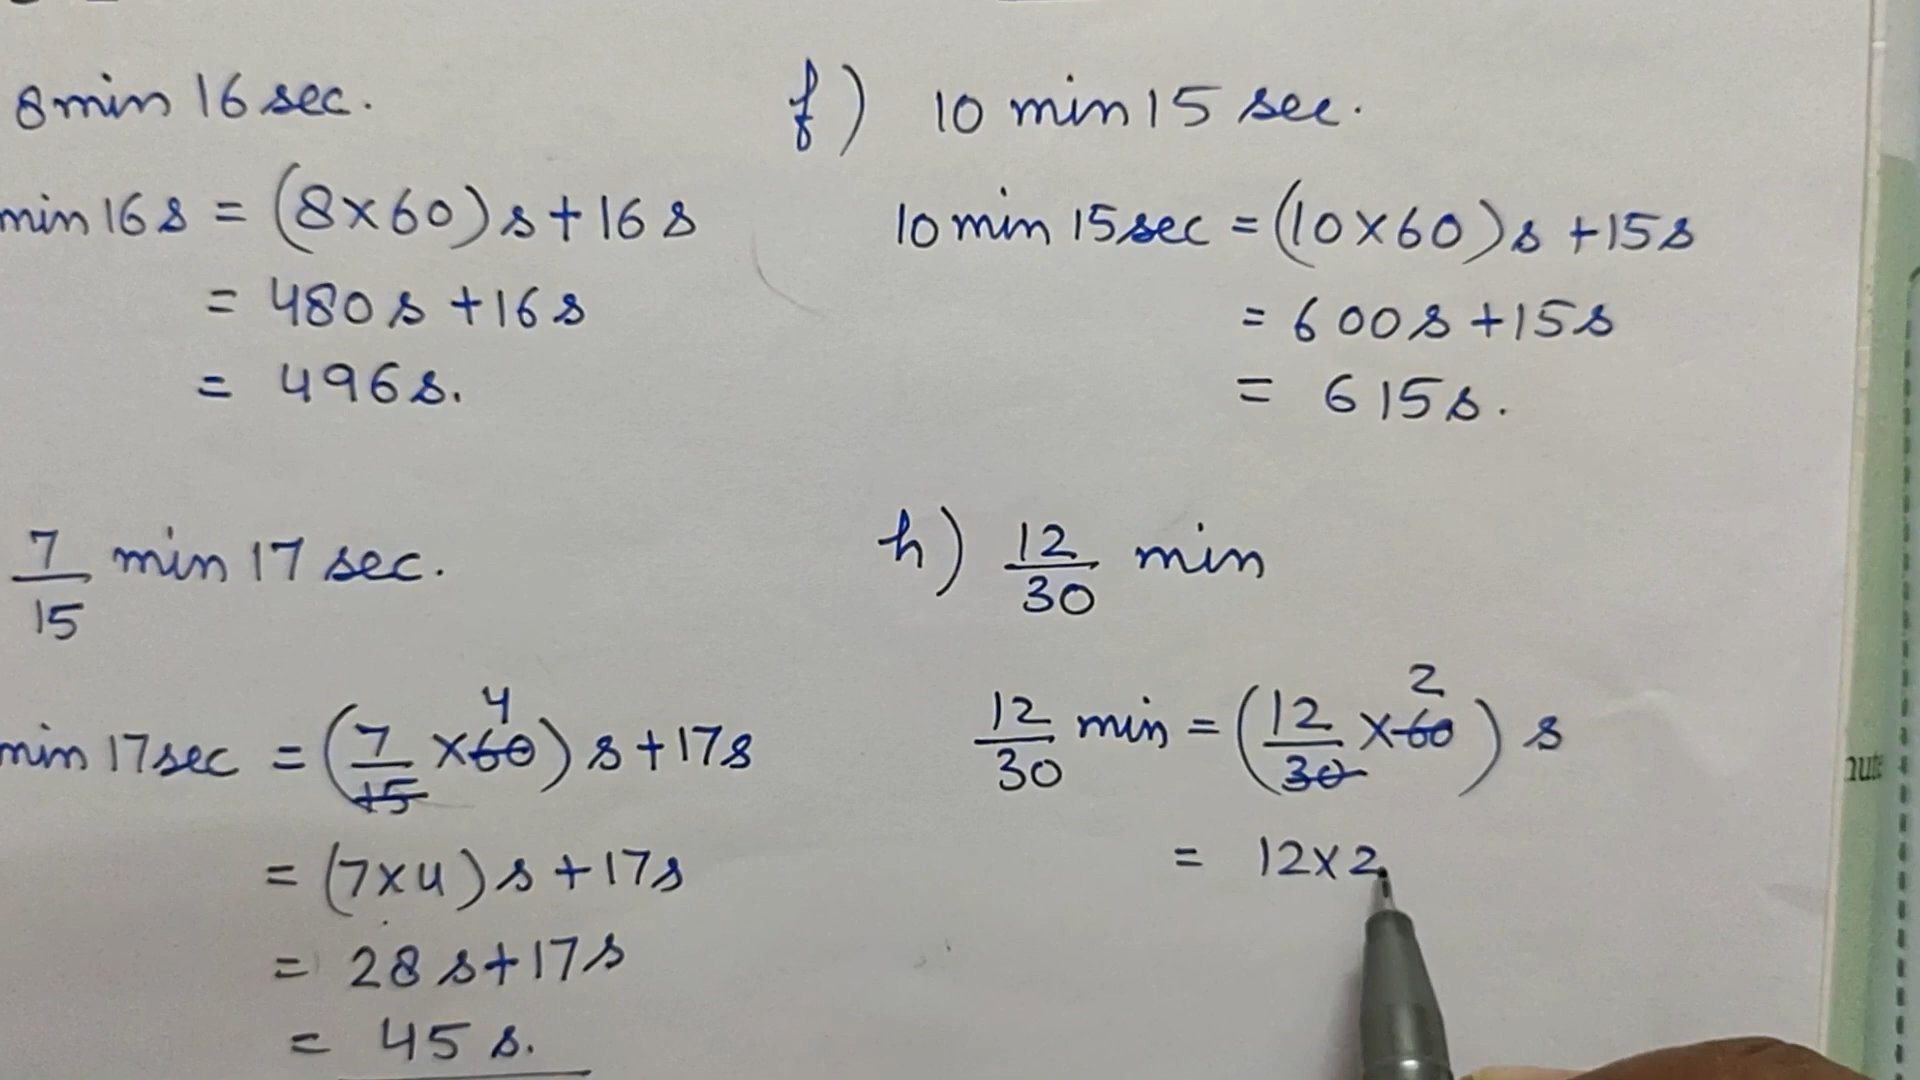 8 min 16 sec.
min 16 s = (8×60) s + 16 s
= 480 s + 16 s
= 496 s.
f) 10 min 15 sec.
10 min 15 sec = (10×60) s + 15 s
= 600 s + 15 s
= 615 s.
7/15 min 17 sec.
min 17 sec = (7/15 × 60) s + 17 s
4
= (7×4) s + 17 s
= 28 s + 17 s
= 45 s.
h) 12/30 min
12/30 min = (12/30 × 60) s
2
= 12×2